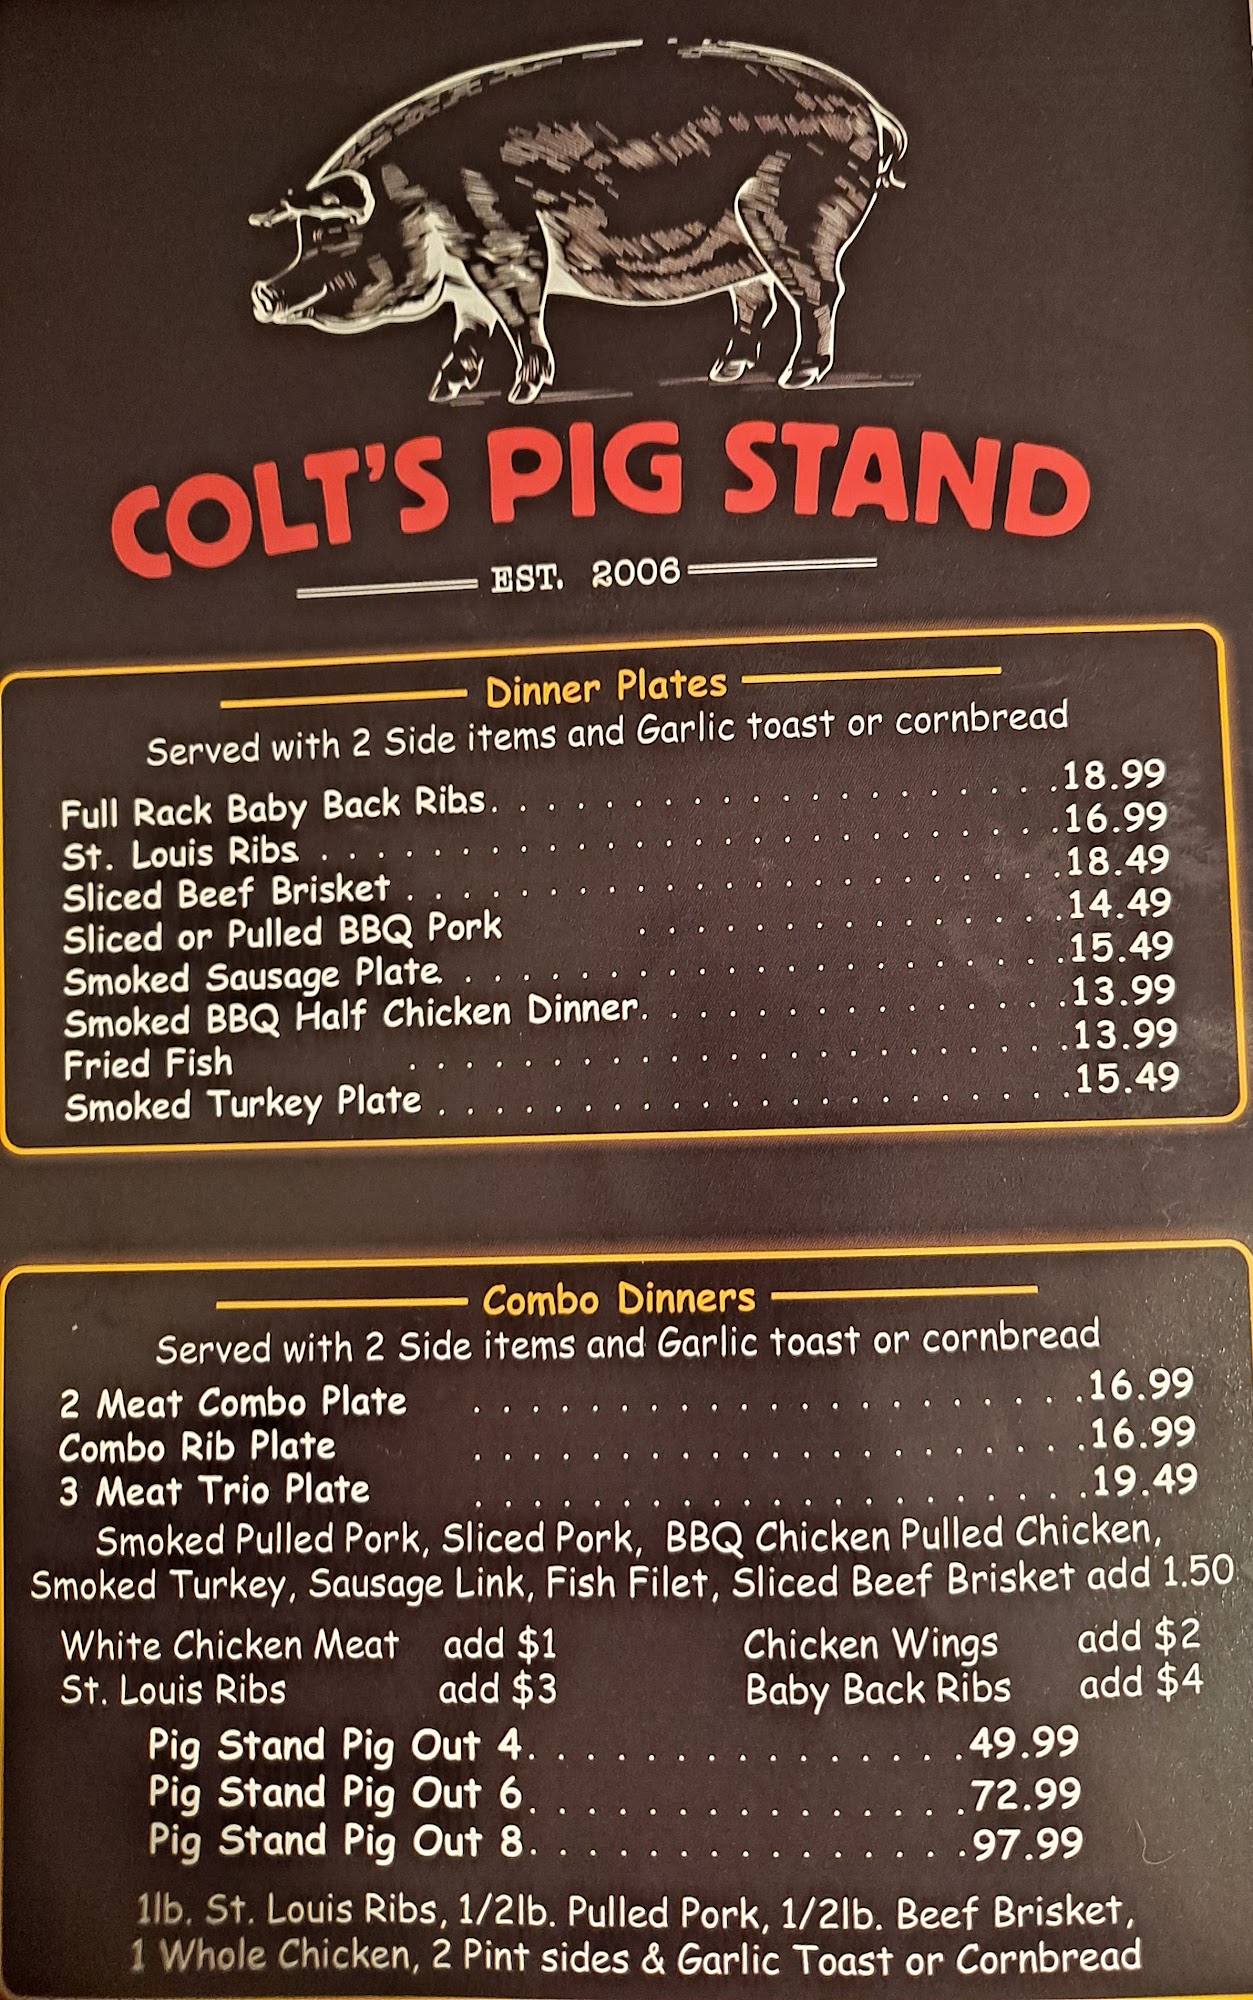 COLT'S PIG STAND
EST. 2006
Dinner Plates
Served with 2 Side items and Garlic toast or cornbread
Full Rack Baby Back Ribs. . . . . . . . . . . . . . . . . . . . .18.99
St. Louis Ribs . . . . . . . . . . . . . . . . . . . . . . . . . . .16.99
Sliced Beef Brisket . . . . . . . . . . . . . . . . . . . . . . . .18.49
Sliced or Pulled BBQ Pork . . . . . . . . . . . . . . . .14.49
Smoked Sausage Plate. . . . . . . . . . . . . . . . . . . . . .15.49
Smoked BBQ Half Chicken Dinner. . . . . . . . . . . . . . . .13.99
Fried Fish . . . . . . . . . . . . . . . . . . . . . . . .13.99
Smoked Turkey Plate . . . . . . . . . . . . . . . . . . . . . . .15.49
Combo Dinners
Served with 2 Side items and Garlic toast or cornbread
2 Meat Combo Plate . . . . . . . . . . . . . . . . . . . . . .16.99
Combo Rib Plate . . . . . . . . . . . . . . . . . . . . . .16.99
3 Meat Trio Plate . . . . . . . . . . . . . . . . . . . . . .19.49
Smoked Pulled Pork, Sliced Pork, BBQ Chicken Pulled Chicken,
Smoked Turkey, Sausage Link, Fish Filet, Sliced Beef Brisket add 1.50
White Chicken Meat add $1 Chicken Wings add $2
St. Louis Ribs add $3 Baby Back Ribs add $4
Pig Stand Pig Out 4. . . . . . . . . . . . . . . .49.99
Pig Stand Pig Out 6. . . . . . . . . . . . . . . .72.99
Pig Stand Pig Out 8. . . . . . . . . . . . . . . .97.99
1lb. St. Louis Ribs, 1/2lb. Pulled Pork, 1/2lb. Beef Brisket,
1 Whole Chicken, 2 Pint sides & Garlic Toast or Cornbread